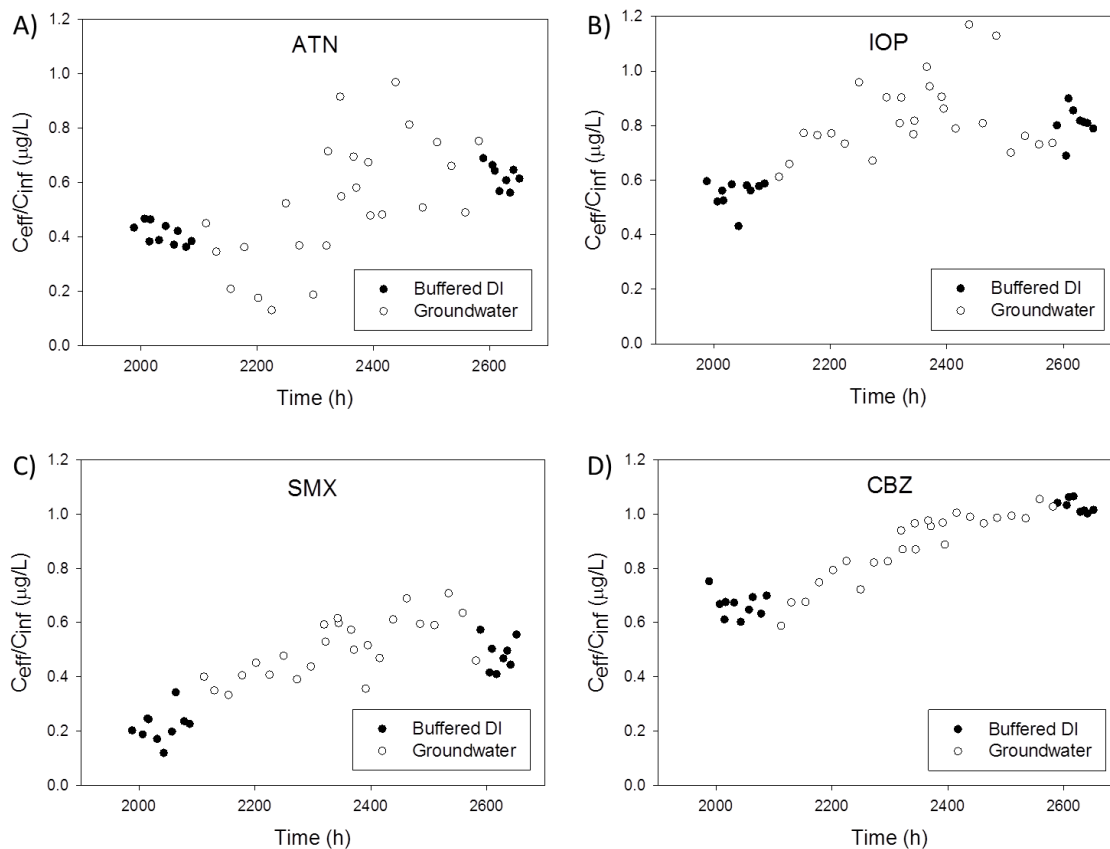 A)
ATN
1.2
1.0
0.8
0.6
0.4
0.2
0.0
Ceff/Cinf (µg/L)
2000 2200 2400 2600
Time (h)
Buffered DI
Groundwater
B)
IOP
1.2
1.0
0.8
0.6
0.4
0.2
0.0
Ceff/Cinf (µg/L)
2000 2200 2400 2600
Time (h)
Buffered DI
Groundwater
C)
SMX
1.2
1.0
0.8
0.6
0.4
0.2
0.0
Ceff/Cinf (µg/L)
2000 2200 2400 2600
Time (h)
Buffered DI
Groundwater
D)
CBZ
1.2
1.0
0.8
0.6
0.4
0.2
0.0
Ceff/Cinf (µg/L)
2000 2200 2400 2600
Time (h)
Buffered DI
Groundwater